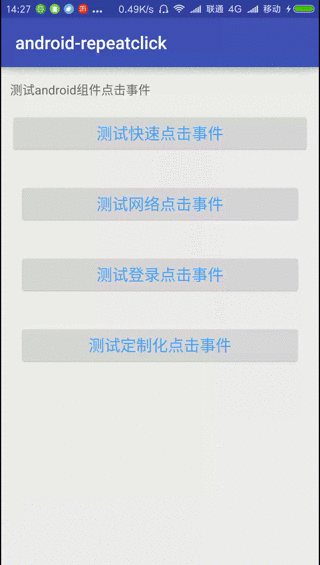 14:27 ... 0.49K/s 联通 4G 移动
android-repeatclick
测试android组件点击事件
测试快速点击事件
测试网络点击事件
测试登录点击事件
测试定制化点击事件